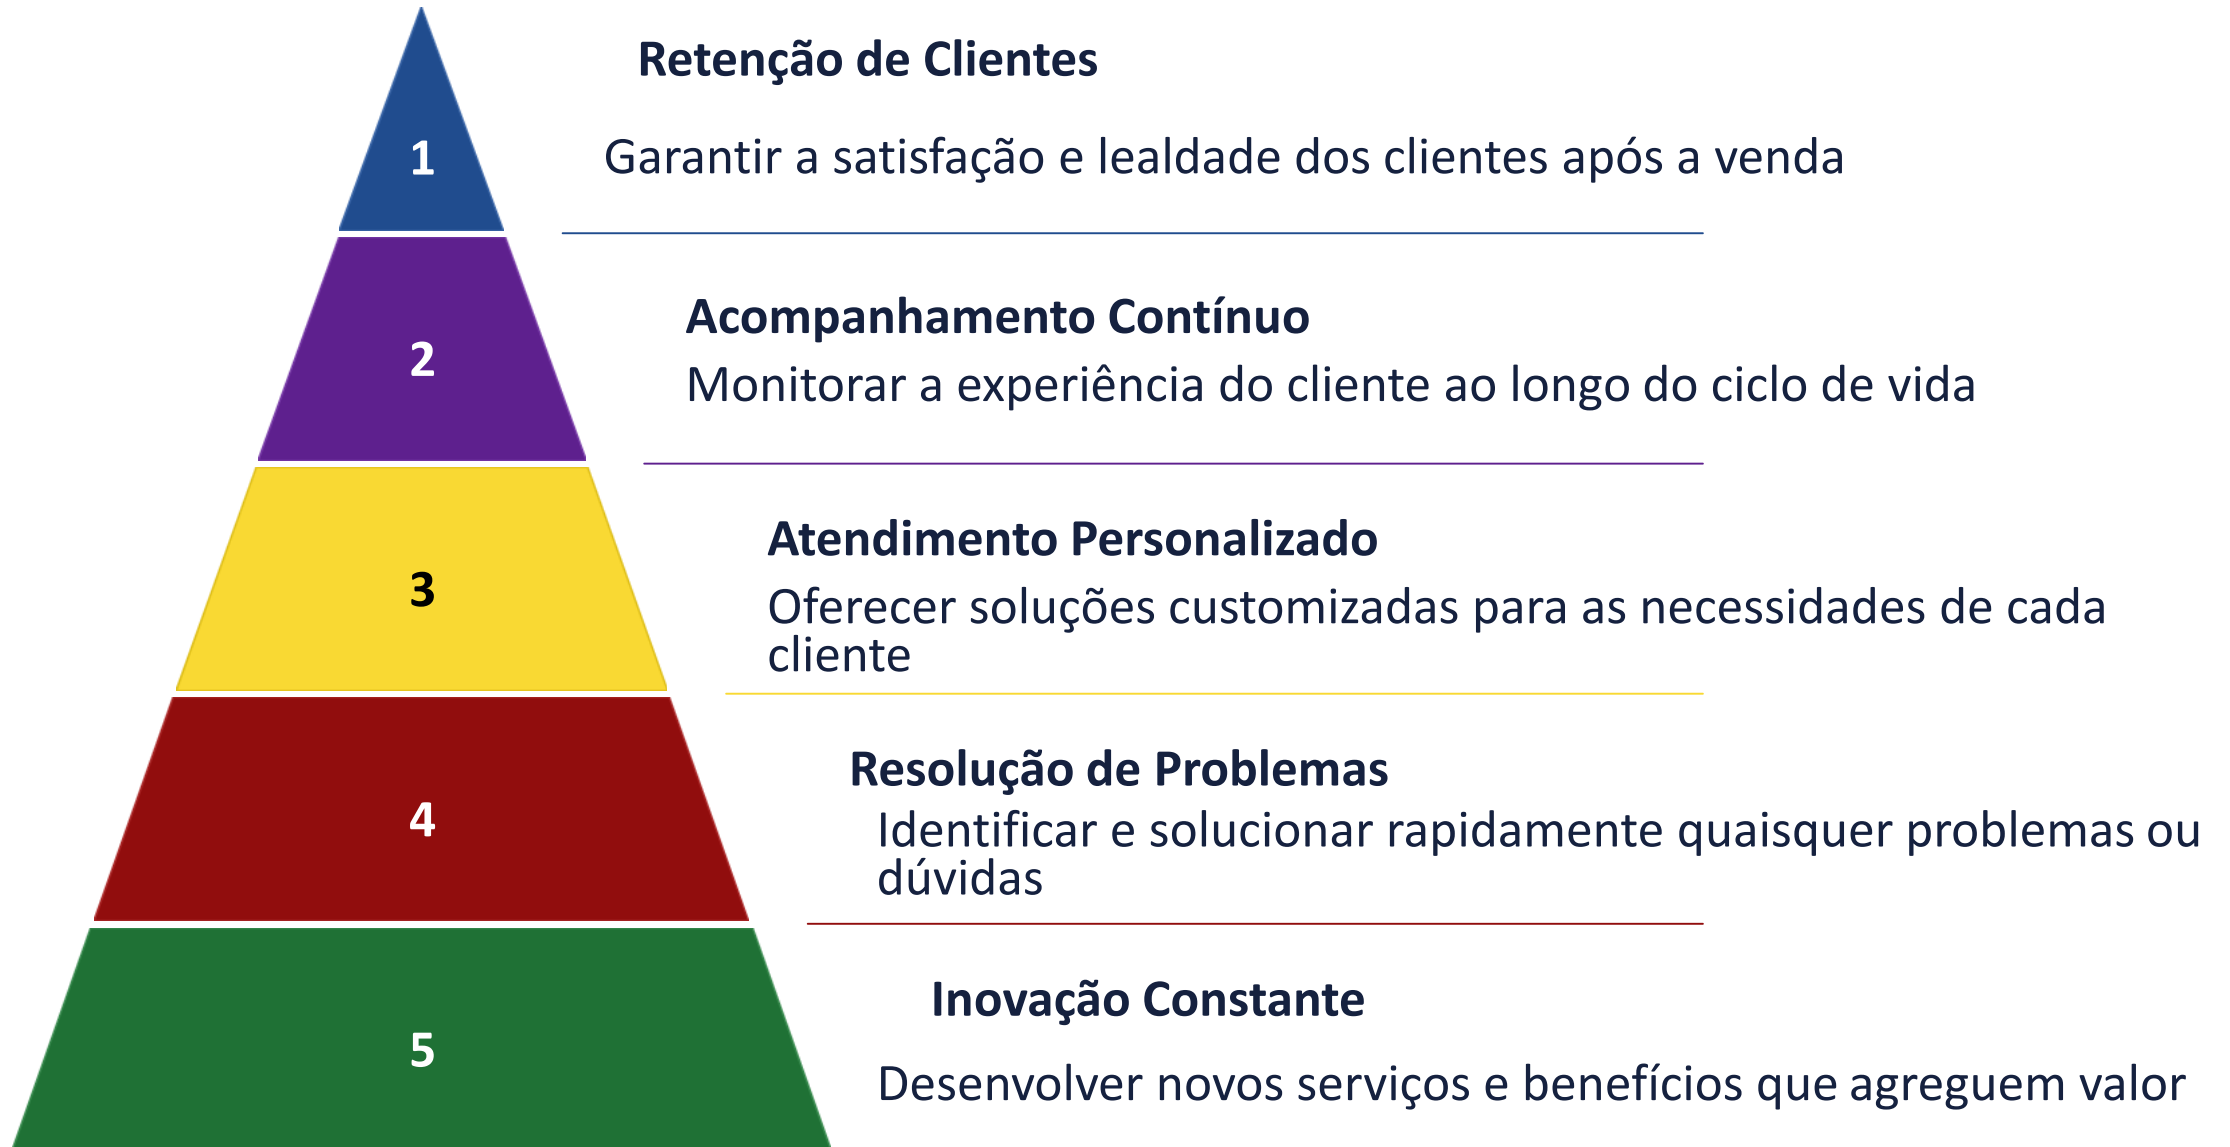 1
Retenção de Clientes
Garantir a satisfação e lealdade dos clientes após a venda
2
Acompanhamento Contínuo
Monitorar a experiência do cliente ao longo do ciclo de vida
3
Atendimento Personalizado
Oferecer soluções customizadas para as necessidades de cada
cliente
4
Resolução de Problemas
Identificar e solucionar rapidamente quaisquer problemas ou
dúvidas
5
Inovação Constante
Desenvolver novos serviços e benefícios que agreguem valor